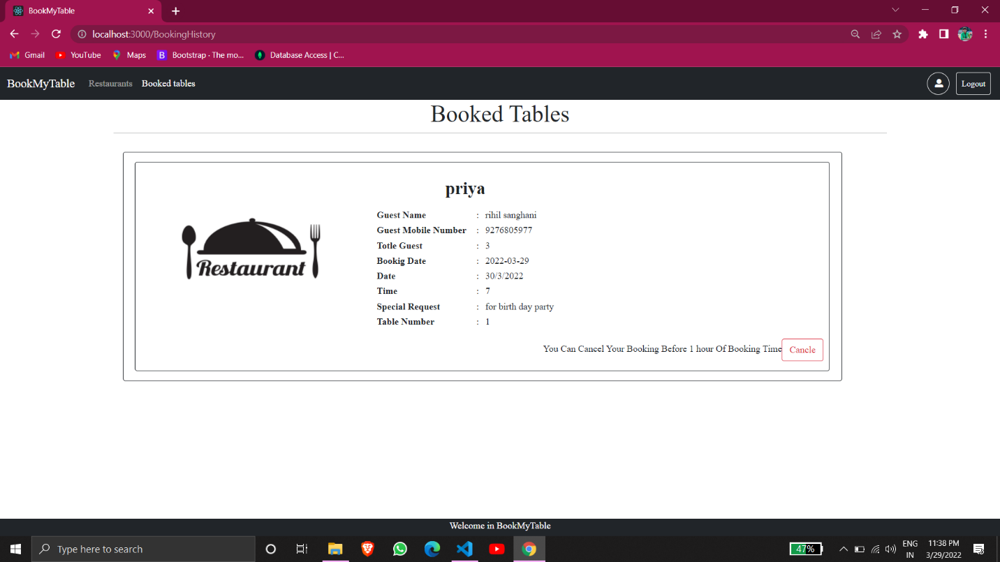 BookMyTable
localhost:3000/BookingHistory
Gmail YouTube Maps B Bootstrap · The mo... Database Access | C...
BookMyTable Restaurants Booked tables Logout
Booked Tables
priya
Restaurant
Guest Name : rihil sanghani
Guest Mobile Number : 9276805977
Totle Guest : 3
Bookig Date : 2022-03-29
Date : 30/3/2022
Time : 7
Special Request : for birth day party
Table Number : 1
You Can Cancel Your Booking Before 1 hour Of Booking Time Cancle
Welcome in BookMyTable
Type here to search 47% ENG 11:38 PM
IN 3/29/2022